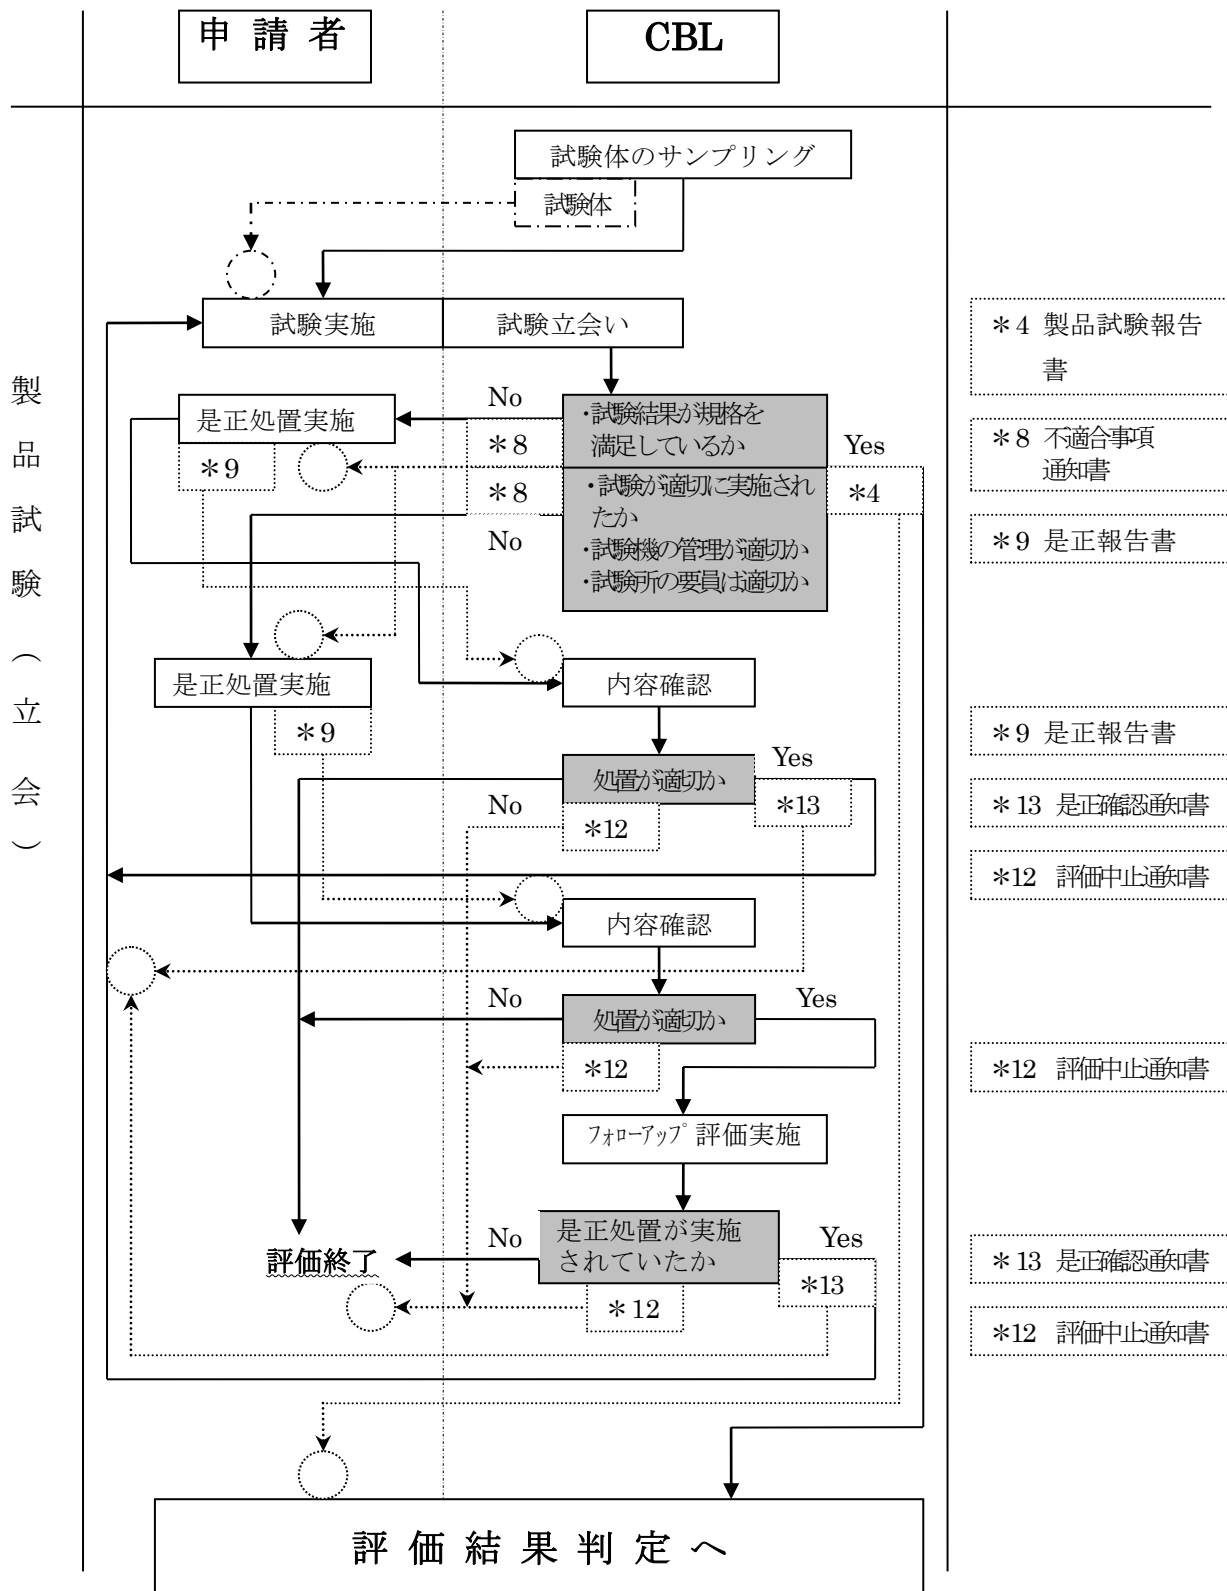 申 請 者
CBL
試験体のサンプリング
試験体
試験実施
試験立会い
＊4 製品試験報告
書
製品試験（立会）
No
是正処置実施
・試験結果が規格を
満足しているか
Yes
＊8
＊9
＊8 不適合事項
通知書
＊8
・試験が適切に実施され
たか
＊4
No
・試験機の管理が適切か
・試験所の要員は適切か
＊9 是正報告書
是正処置実施
内容確認
＊9
＊9 是正報告書
Yes
処置が適切か
No
＊12
＊13
＊13 是正確認通知書
＊12 評価中止通知書
内容確認
No
処置が適切か
Yes
＊12
＊12 評価中止通知書
ﾌｫﾛｰｱｯﾌﾟ評価実施
是正処置が実施
されていたか
No
Yes
評価終了
＊13
＊13 是正確認通知書
＊12
＊12 評価中止通知書
評 価 結 果 判 定 へ